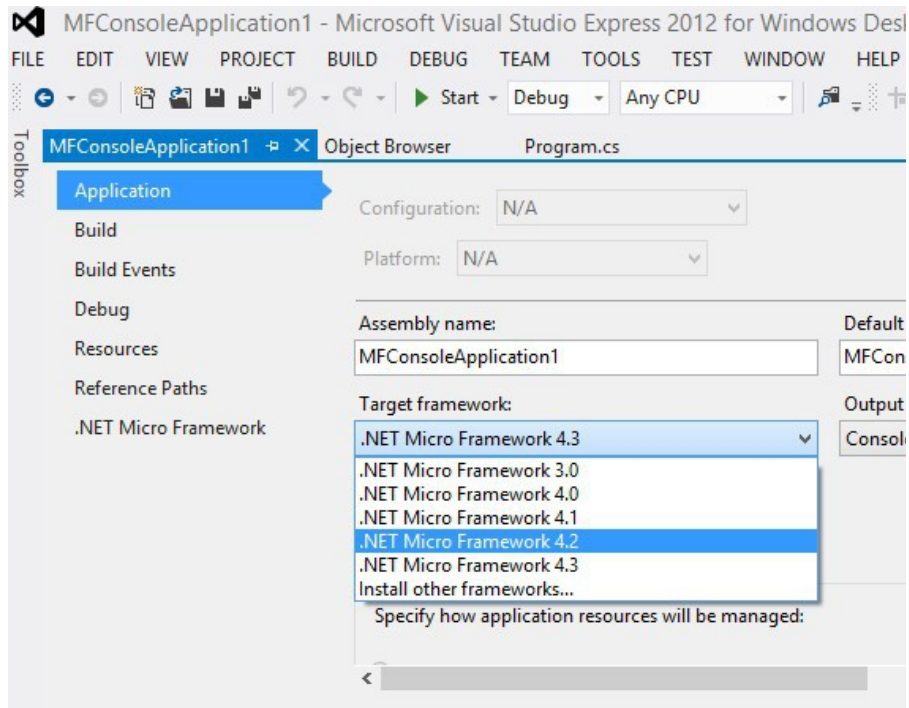 MFConsoleApplication1 - Microsoft Visual Studio Express 2012 for Windows Des
FILE EDIT VIEW PROJECT BUILD DEBUG TEAM TOOLS TEST WINDOW HELP
Start Debug Any CPU
Toolbox
MFConsoleApplication1 Object Browser Program.cs
Application
Build
Build Events
Debug
Resources
Reference Paths
.NET Micro Framework
Configuration: N/A
Platform: N/A
Assembly name: Default
MFConsoleApplication1 MFCon
Target framework: Output
.NET Micro Framework 4.3 Consol
.NET Micro Framework 3.0
.NET Micro Framework 4.0
.NET Micro Framework 4.1
.NET Micro Framework 4.2
.NET Micro Framework 4.3
Install other frameworks...
Specify how application resources will be managed: